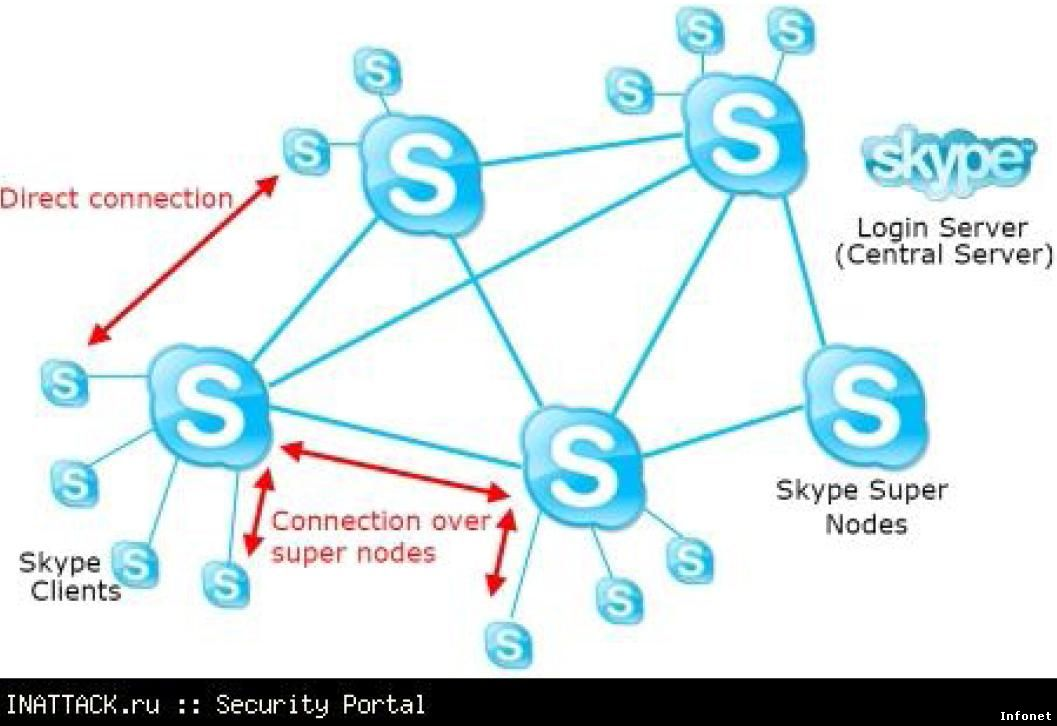 skype
Login Server
(Central Server)
Direct connection
Skype Super
Nodes
Connection over
super nodes
Skype
Clients
INATTACK.ru :: Security Portal
Infonet